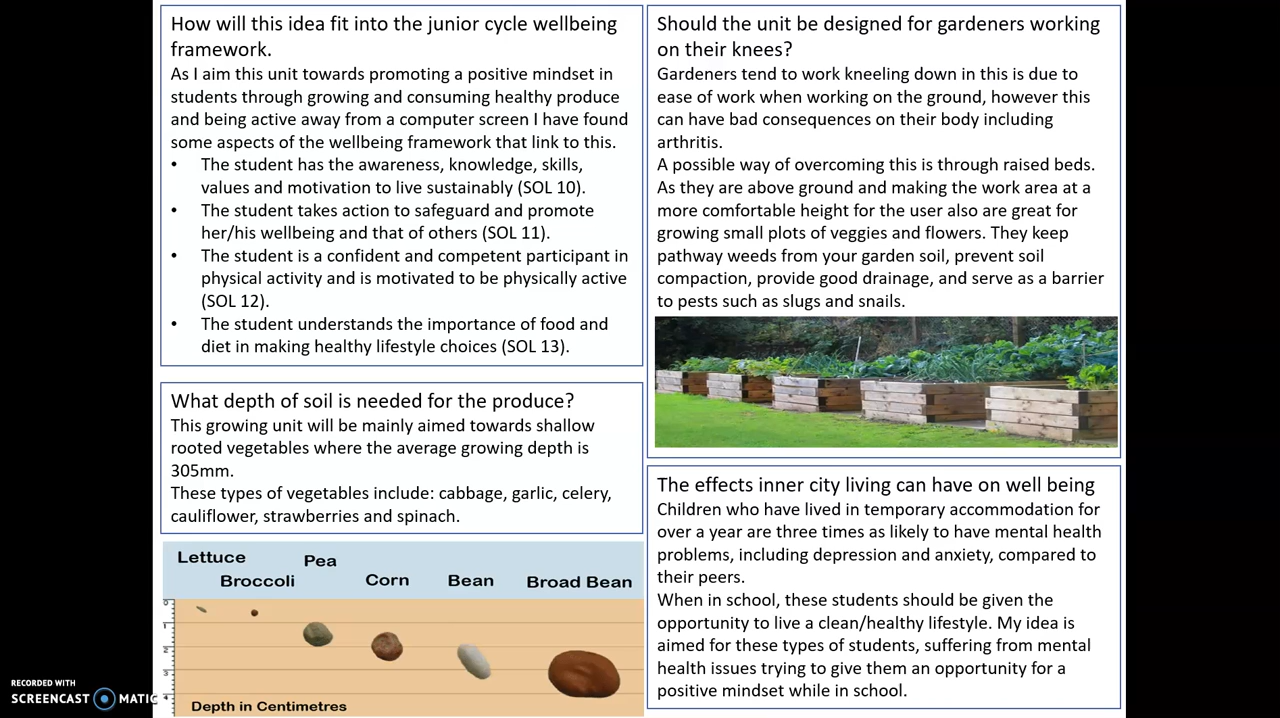 How will this idea fit into the junior cycle wellbeing
framework.
As I aim this unit towards promoting a positive mindset in
students through growing and consuming healthy produce
and being active away from a computer screen I have found
some aspects of the wellbeing framework that link to this.
• The student has the awareness, knowledge, skills,
values and motivation to live sustainably (SOL 10).
• The student takes action to safeguard and promote
her/his wellbeing and that of others (SOL 11).
• The student is a confident and competent participant in
physical activity and is motivated to be physically active
(SOL 12).
• The student understands the importance of food and
diet in making healthy lifestyle choices (SOL 13).
What depth of soil is needed for the produce?
This growing unit will be mainly aimed towards shallow
rooted vegetables where the average growing depth is
305mm.
These types of vegetables include: cabbage, garlic, celery,
cauliflower, strawberries and spinach.
Lettuce
Pea
Broccoli
Corn
Bean
Broad Bean
0
1
2
3
4
Depth in Centimetres
Should the unit be designed for gardeners working
on their knees?
Gardeners tend to work kneeling down in this is due to
ease of work when working on the ground, however this
can have bad consequences on their body including
arthritis.
A possible way of overcoming this is through raised beds.
As they are above ground and making the work area at a
more comfortable height for the user also are great for
growing small plots of veggies and flowers. They keep
pathway weeds from your garden soil, prevent soil
compaction, provide good drainage, and serve as a barrier
to pests such as slugs and snails.
The effects inner city living can have on well being
Children who have lived in temporary accommodation for
over a year are three times as likely to have mental health
problems, including depression and anxiety, compared to
their peers.
When in school, these students should be given the
opportunity to live a clean/healthy lifestyle. My idea is
aimed for these types of students, suffering from mental
health issues trying to give them an opportunity for a
positive mindset while in school.
RECORDED WITH
SCREENCAST MATIC